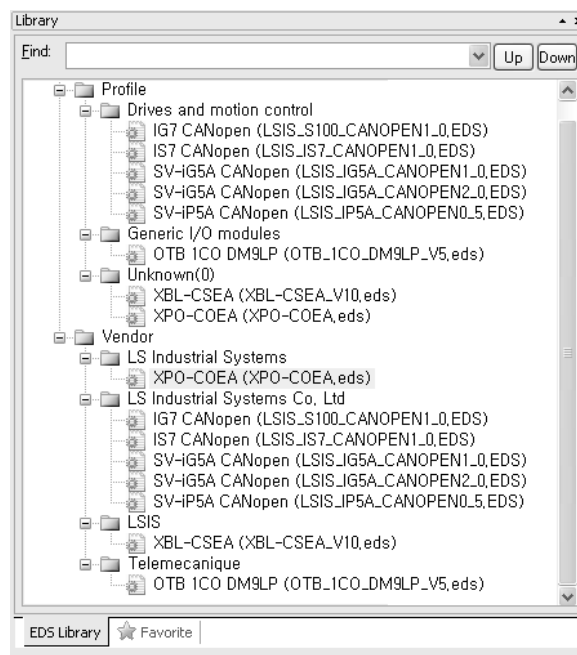 Library
Find:
Up
Down
Profile
Drives and motion control
IG7 CANopen (LSIS_S100_CANOPEN1_0,EDS)
IS7 CANopen (LSIS_IS7_CANOPEN1_0,EDS)
SV-iG5A CANopen (LSIS_IG5A_CANOPEN1_0,EDS)
SV-iG5A CANopen (LSIS_IG5A_CANOPEN2_0,EDS)
SV-iP5A CANopen (LSIS_IP5A_CANOPEN0_5,EDS)
Generic I/O modules
OTB 1CO DM9LP (OTB_1CO_DM9LP_V5,eds)
Unknown(0)
XBL-CSEA (XBL-CSEA_V10,eds)
XPO-COEA (XPO-COEA,eds)
Vendor
LS Industrial Systems
XPO-COEA (XPO-COEA,eds)
LS Industrial Systems Co, Ltd
IG7 CANopen (LSIS_S100_CANOPEN1_0,EDS)
IS7 CANopen (LSIS_IS7_CANOPEN1_0,EDS)
SV-iG5A CANopen (LSIS_IG5A_CANOPEN1_0,EDS)
SV-iG5A CANopen (LSIS_IG5A_CANOPEN2_0,EDS)
SV-iP5A CANopen (LSIS_IP5A_CANOPEN0_5,EDS)
LSIS
XBL-CSEA (XBL-CSEA_V10,eds)
Telemecanique
OTB 1CO DM9LP (OTB_1CO_DM9LP_V5,eds)
EDS Library
Favorite